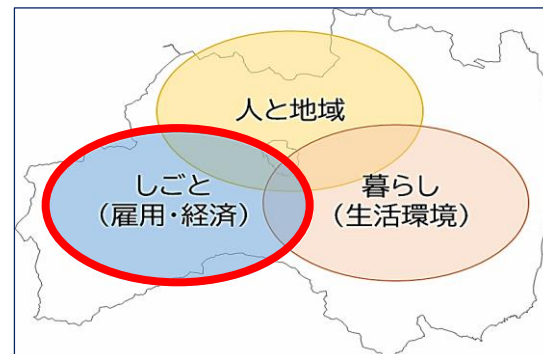 人と地域
しごと
（雇用・経済）
暮らし
（生活環境）